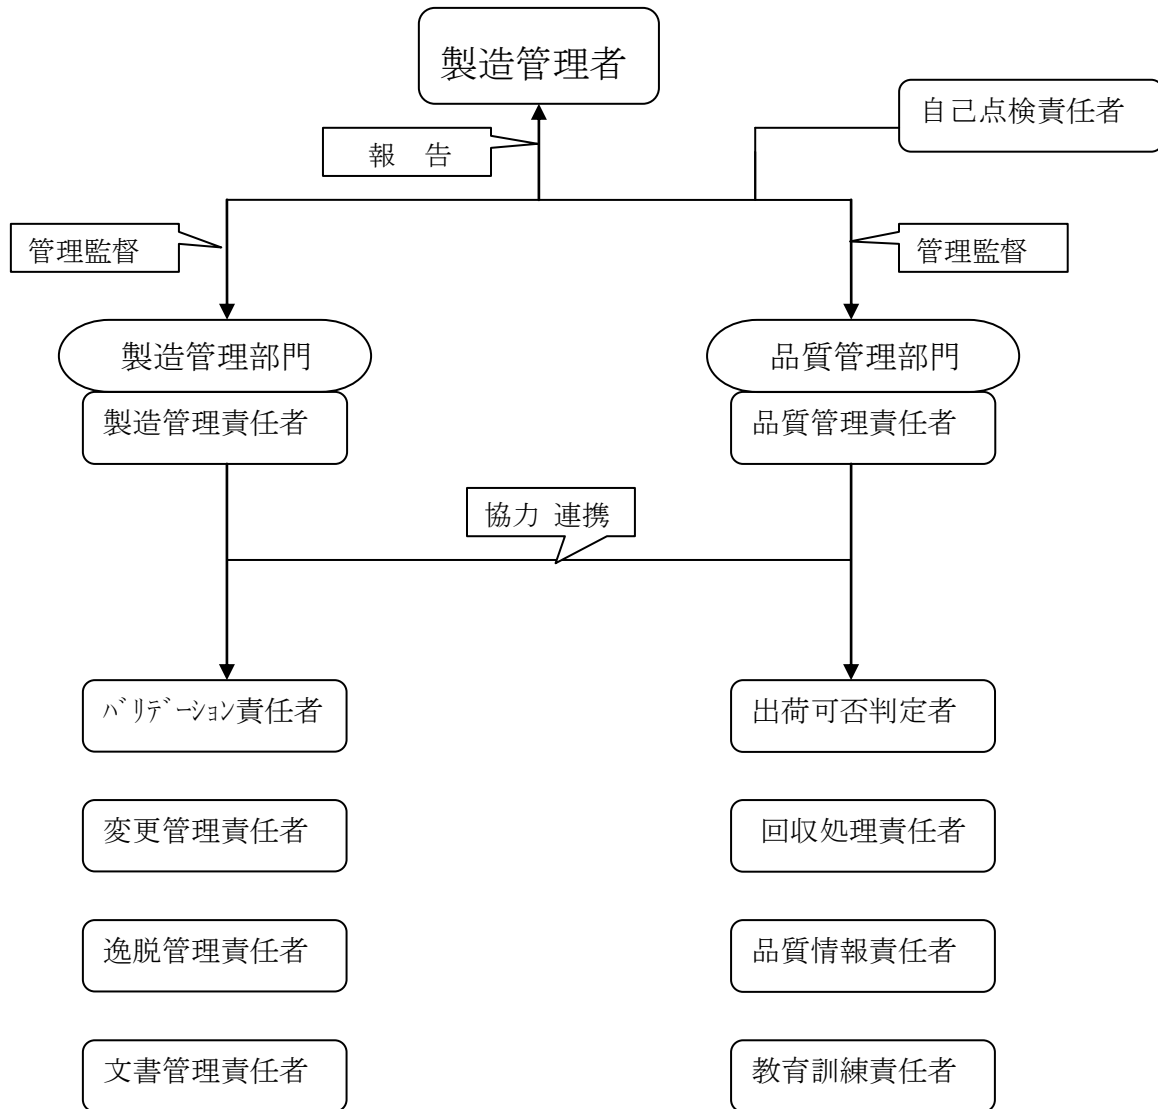 製造管理者
自己点検責任者
報　告
管理監督
管理監督
製造管理部門
品質管理部門
製造管理責任者
品質管理責任者
協力 連携
ﾊﾞﾘﾃﾞｰｼｮﾝ責任者
出荷可否判定者
変更管理責任者
回収処理責任者
逸脱管理責任者
品質情報責任者
文書管理責任者
教育訓練責任者